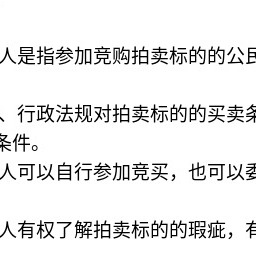 人是指参加竞购拍卖标的的公民
、行政法规对拍卖标的的买卖条
条件。
人可以自行参加竞买，也可以委
人有权了解拍卖标的的瑕疵，有